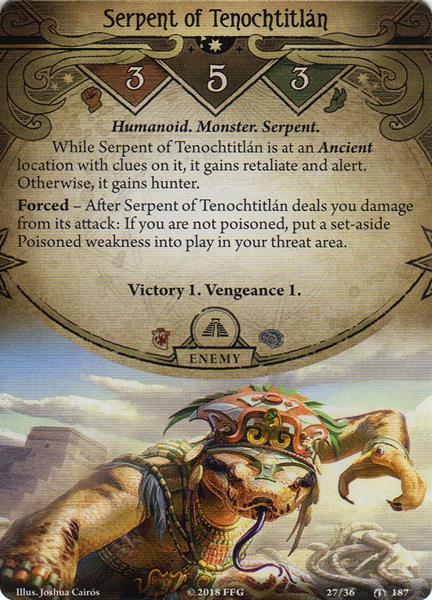 Serpent of Tenochtitlán
3 5 3
Humanoid. Monster. Serpent.
While Serpent of Tenochtitlán is at an Ancient
location with clues on it, it gains retaliate and alert.
Otherwise, it gains hunter.
Forced – After Serpent of Tenochtitlán deals you damage
from its attack: If you are not poisoned, put a set-aside
Poisoned weakness into play in your threat area.
Victory 1. Vengeance 1.
ENEMY
Illus. Joshua Cairós © 2018 FFG 27/36 187